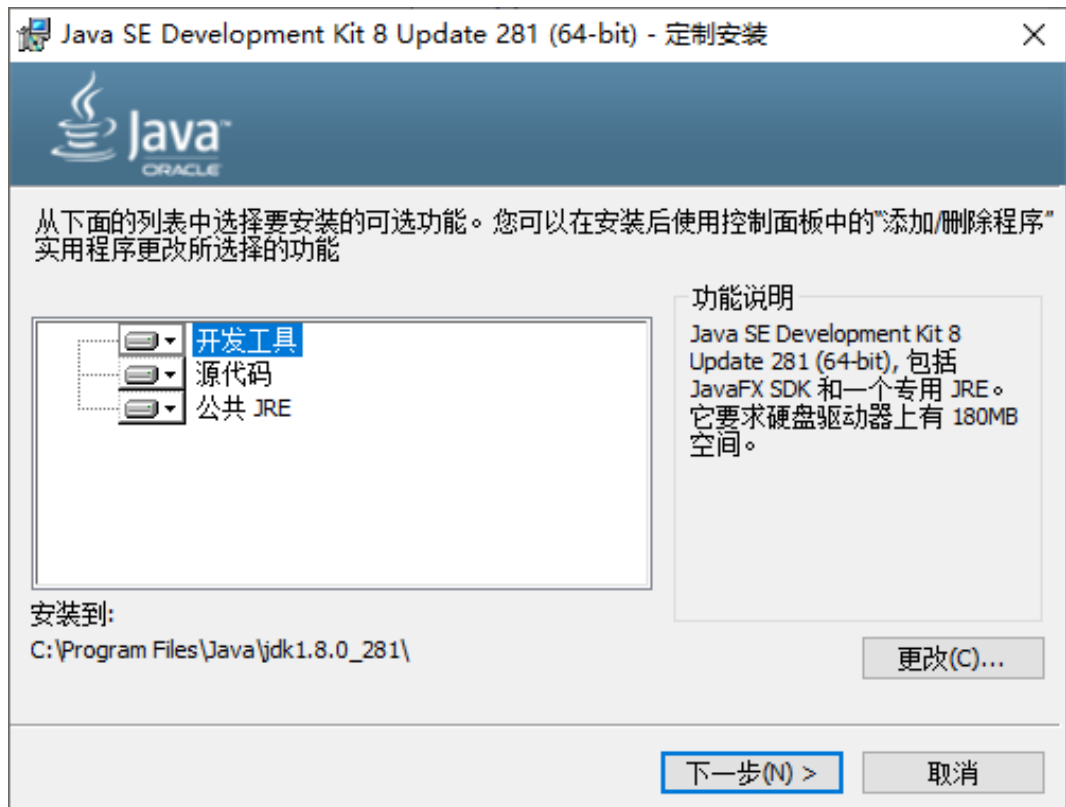 Java SE Development Kit 8 Update 281 (64-bit) - 定制安装
Java™
ORACLE
从下面的列表中选择要安装的可选功能。您可以在安装后使用控制面板中的"添加/删除程序"
实用程序更改所选择的功能
开发工具
源代码
公共 JRE
功能说明
Java SE Development Kit 8
Update 281 (64-bit), 包括
JavaFX SDK 和一个专用 JRE。
它要求硬盘驱动器上有 180MB
空间。
安装到:
C:\Program Files\Java\jdk1.8.0_281\
更改(C)...
下一步(N) >
取消